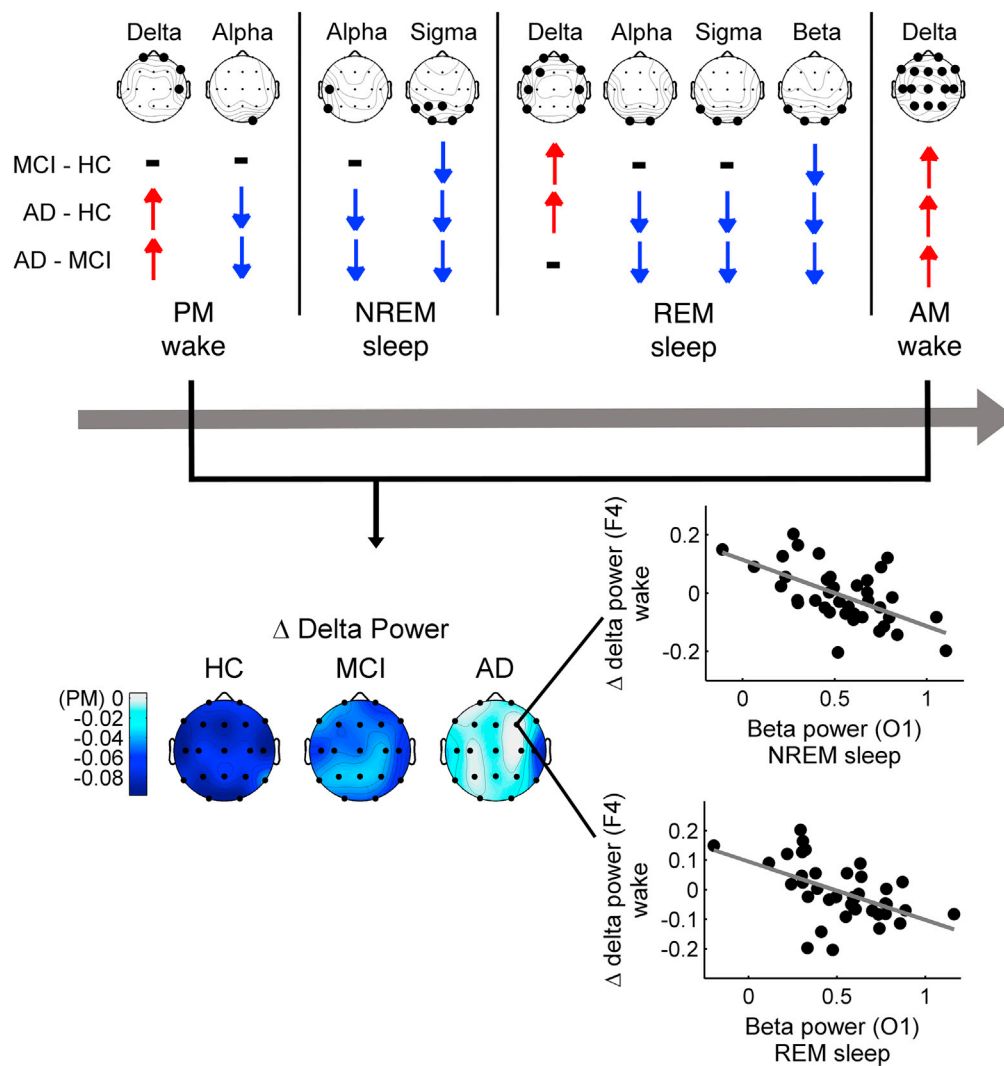 Delta Alpha Alpha Sigma Delta Alpha Sigma Beta Delta
MCI - HC
AD - HC
AD - MCI
PM
wake
NREM
sleep
REM
sleep
AM
wake
Δ Delta Power
HC MCI AD
(PM) 0
-0.02
-0.04
-0.06
-0.08
Δ delta power (F4)
wake
0.2
0
-0.2
0 0.5 1
Beta power (O1)
NREM sleep
Δ delta power (F4)
wake
0.2
0.1
0
-0.1
-0.2
0 0.5 1
Beta power (O1)
REM sleep